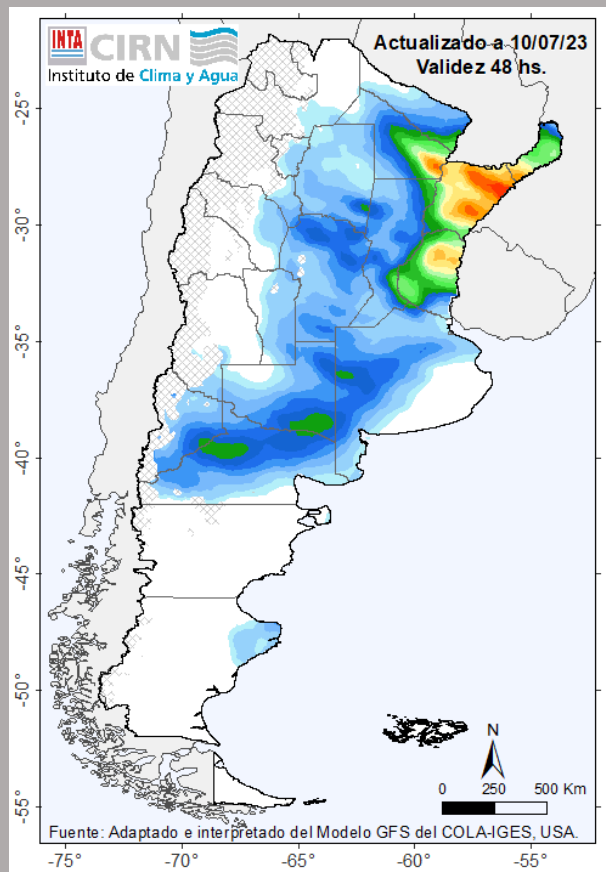 INTA CIRN
Instituto de Clima y Agua
Actualizado a 10/07/23
Validez 48 hs.
-25°
-30°
-35°
-40°
-45°
-50°
-55°
N
0 250 500 Km
Fuente: Adaptado e interpretado del Modelo GFS del COLA-IGES, USA.
-75° -70° -65° -60° -55°